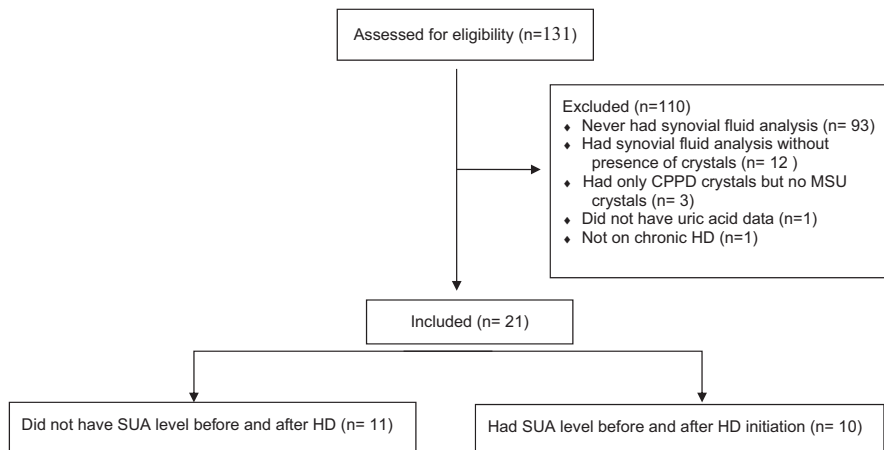 Assessed for eligibility (n=131)
Excluded (n=110)
♦ Never had synovial fluid analysis (n= 93)
♦ Had synovial fluid analysis without
presence of crystals (n= 12 )
♦ Had only CPPD crystals but no MSU
crystals (n= 3)
♦ Did not have uric acid data (n=1)
♦ Not on chronic HD (n=1)
Included (n= 21)
Did not have SUA level before and after HD (n= 11)
Had SUA level before and after HD initiation (n= 10)